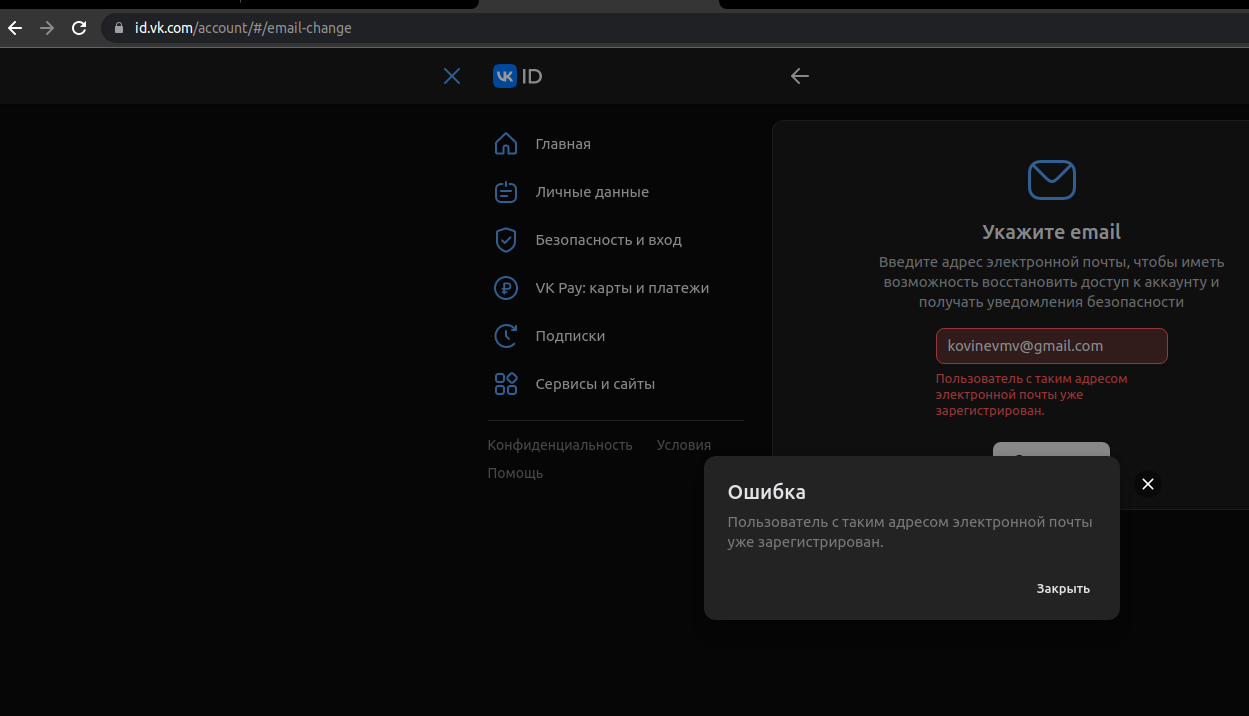 id.vk.com/account/#/email-change
VK ID
Главная
Личные данные
Безопасность и вход
VK Pay: карты и платежи
Подписки
Сервисы и сайты
Конфиденциальность Условия
Помощь
Укажите email
Введите адрес электронной почты, чтобы иметь
возможность восстановить доступ к аккаунту и
получать уведомления безопасности
kovinevmv@gmail.com
Пользователь с таким адресом
электронной почты уже
зарегистрирован.
Ошибка
Пользователь с таким адресом электронной почты
уже зарегистрирован.
Закрыть